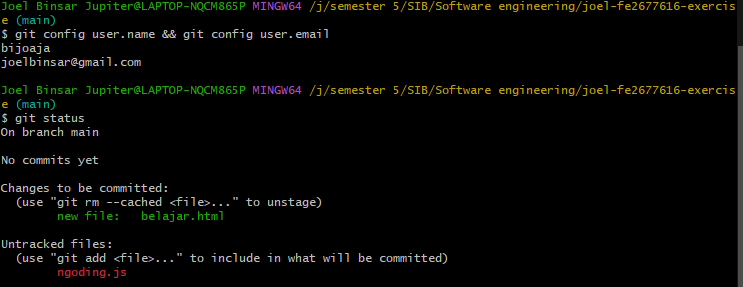 Joel Binsar Jupiter@LAPTOP-NQCM865P MINGW64 /j/semester 5/SIB/Software engineering/joel-fe2677616-exercis
e (main)
$ git config user.name && git config user.email
bijoaja
joelbinsar@gmail.com

Joel Binsar Jupiter@LAPTOP-NQCM865P MINGW64 /j/semester 5/SIB/Software engineering/joel-fe2677616-exercis
e (main)
$ git status
On branch main

No commits yet

Changes to be committed:
  (use "git rm --cached <file>..." to unstage)
        new file:   belajar.html

Untracked files:
  (use "git add <file>..." to include in what will be committed)
        ngoding.js